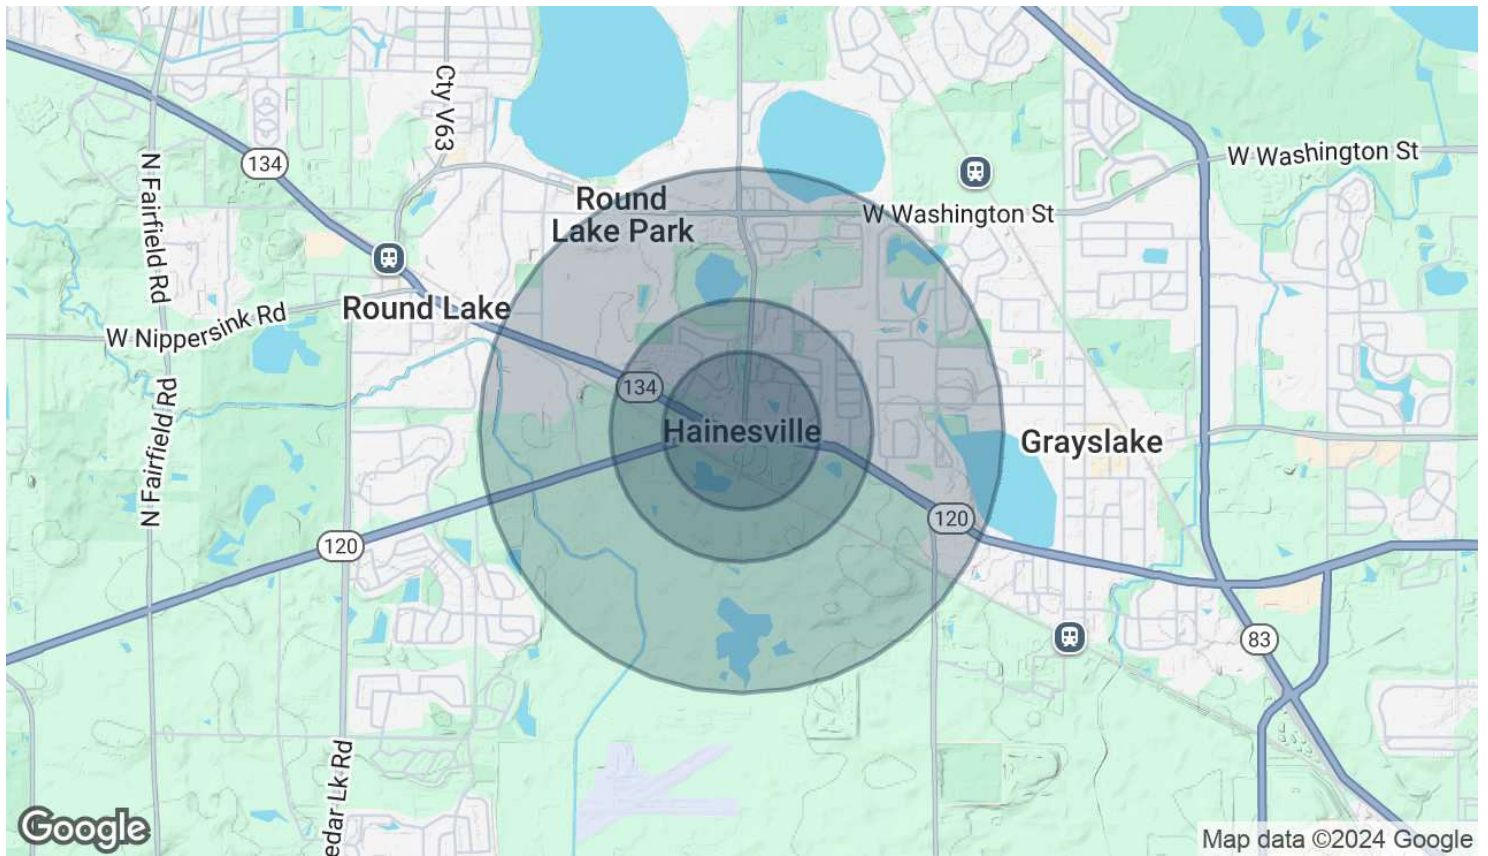 Cty V63
134
N Fairfield Rd
W Washington St
Round
Lake Park
W Washington St
Round Lake
W Nippersink Rd
134
N Fairfield Rd
Hainesville
Grayslake
120
120
83
edar Lk Rd
Google
Map data ©2024 Google